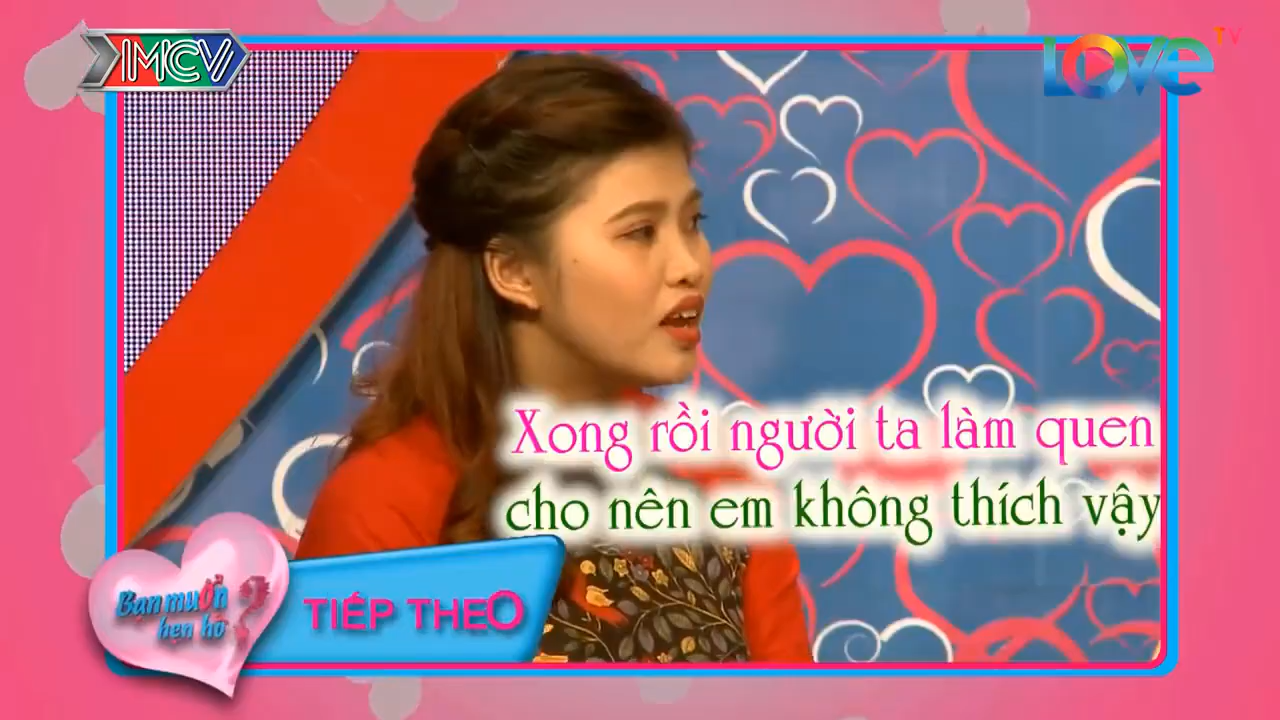 MCV
LOVE TV
Xong rồi người ta làm quen
cho nên em không thích vậy
Bạn muốn
hẹn hò
TIẾP THEO